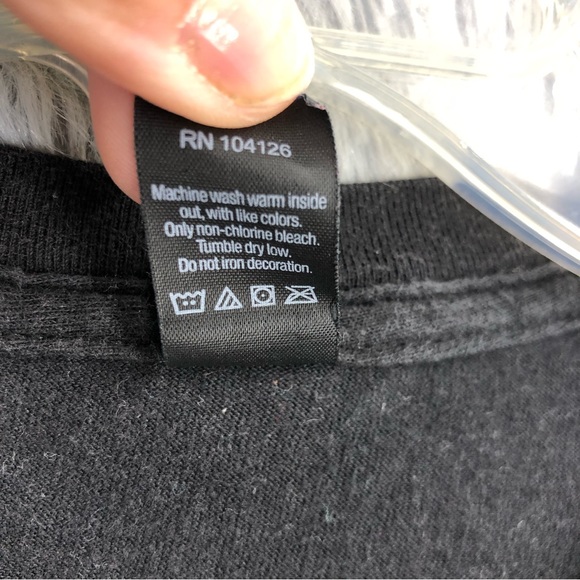 RN 104126
Machine wash warm inside
out, with like colors.
Only non-chlorine bleach.
Tumble dry low.
Do not iron decoration.